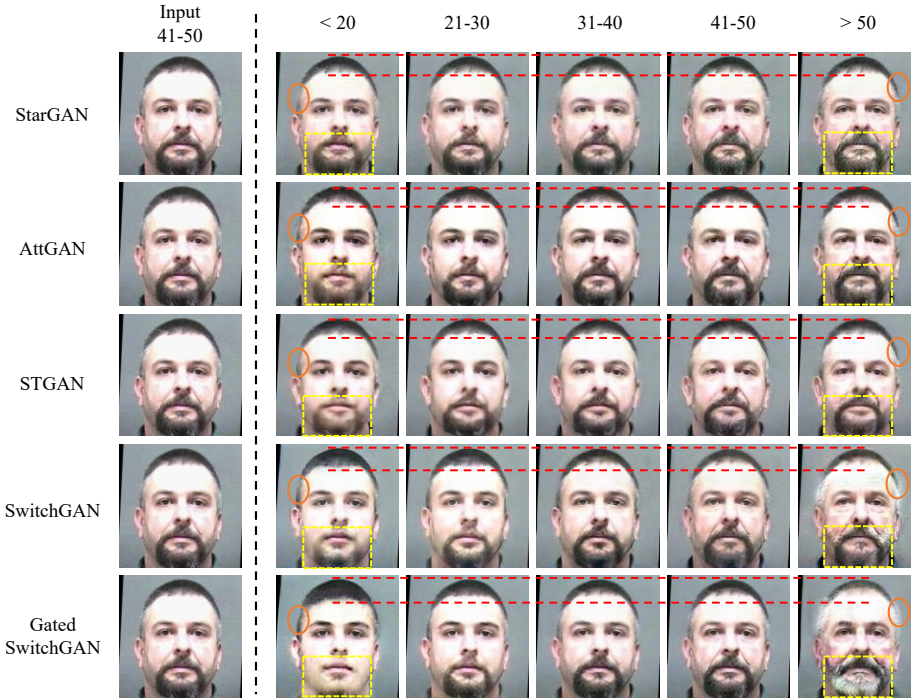 Input
41-50
< 20
21-30
31-40
41-50
> 50
StarGAN
AttGAN
STGAN
SwitchGAN
Gated
SwitchGAN